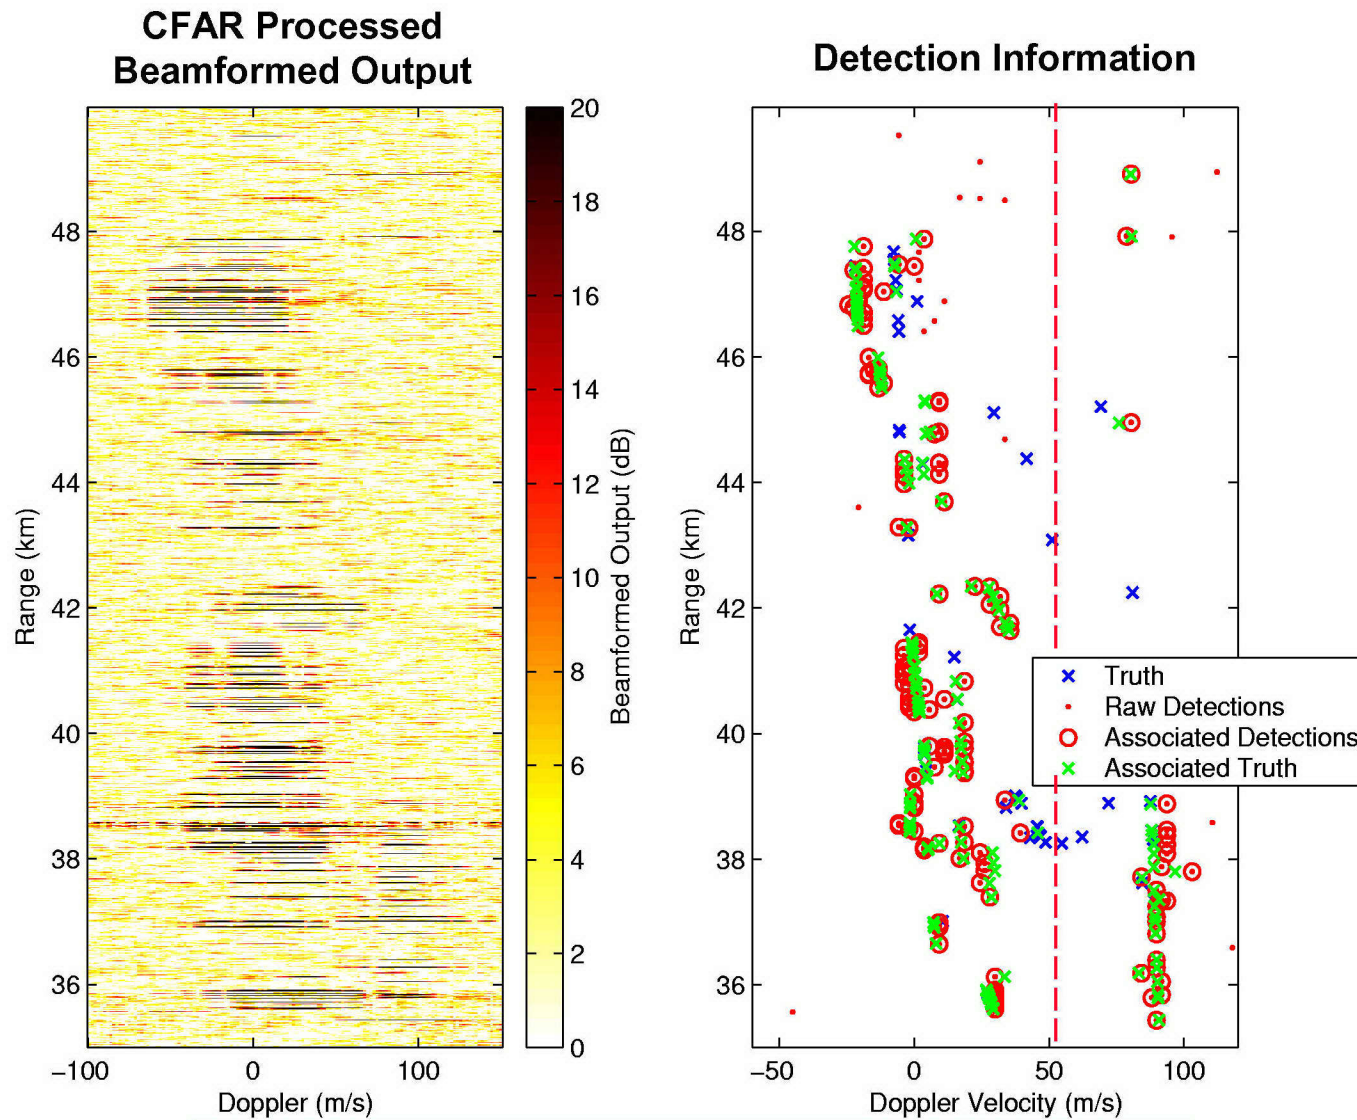 CFAR Processed
Beamformed Output
Detection Information
20
18
16
14
12
10
8
6
4
2
0
48
46
44
42
40
38
36
Range (km)
−100
0
100
Doppler (m/s)
Beamformed Output (dB)
48
46
44
42
40
38
36
Range (km)
−50
0
50
100
Doppler Velocity (m/s)
Truth
Raw Detections
Associated Detections
Associated Truth